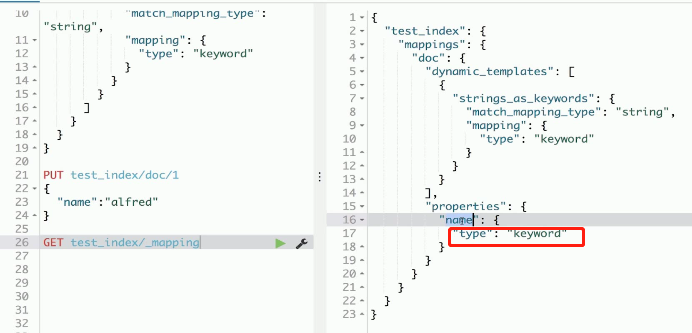 10 "match_mapping_type":
"string",
11 "mapping": {
12 "type": "keyword"
13 }
14 }
15 }
16 ]
17 }
18 }
19 }
20
21 PUT test_index/doc/1
22 {
23 "name":"alfred"
24 }
25
26 GET test_index/_mapping
27
28
29
30
31
32
1 {
2 "test_index": {
3 "mappings": {
4 "doc": {
5 "dynamic_templates": [
6 {
7 "strings_as_keywords": {
8 "match_mapping_type": "string",
9 "mapping": {
10 "type": "keyword"
11 }
12 }
13 }
14 ],
15 "properties": {
16 "name": {
17 "type": "keyword"
18 }
19 }
20 }
21 }
22 }
23 }